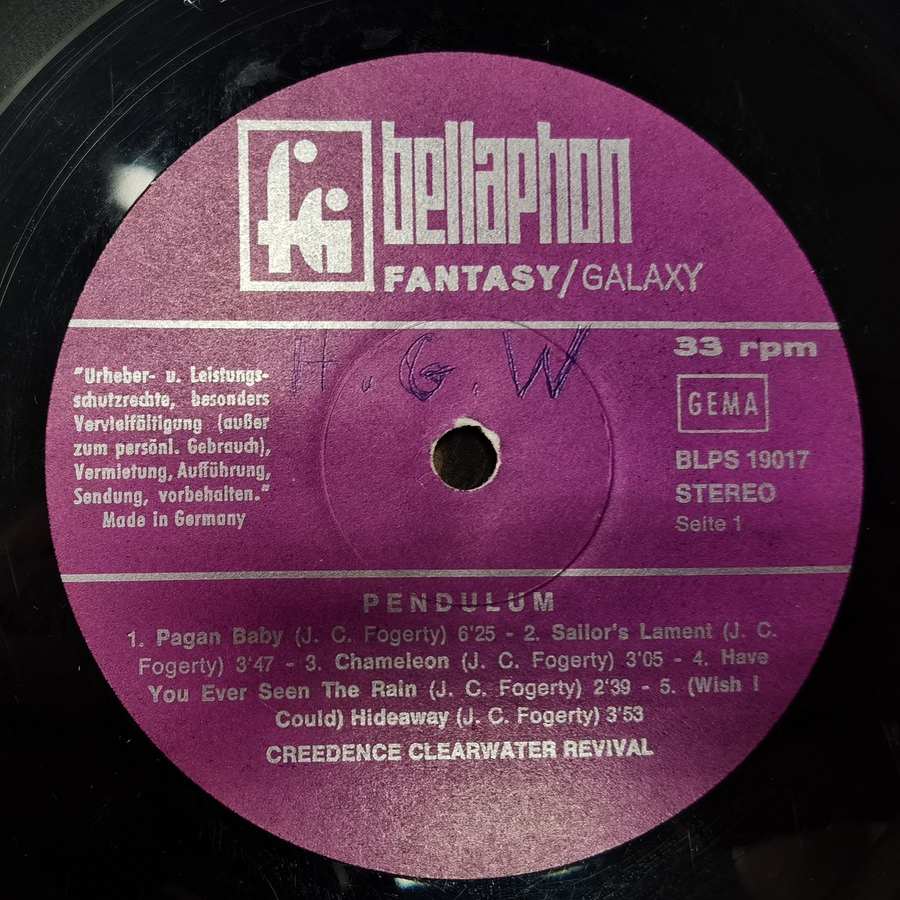 fk
bellaphon
FANTASY/GALAXY
H. u G. W
33 rpm
"Urheber- u. Leistungs-
schutzrechte, besonders
Vervielfältigung (außer
zum persönl. Gebrauch),
Vermietung, Aufführung,
Sendung, vorbehalten."
Made in Germany
GEMA
BLPS 19017
STEREO
Seite 1
PENDULUM
1. Pagan Baby (J. C. Fogerty) 6'25 - 2. Sailor's Lament (J. C.
Fogerty) 3'47 - 3. Chameleon (J. C. Fogerty) 3'05 - 4. Have
You Ever Seen The Rain (J. C. Fogerty) 2'39 - 5. (Wish I
Could) Hideaway (J. C. Fogerty) 3'53
CREEDENCE CLEARWATER REVIVAL